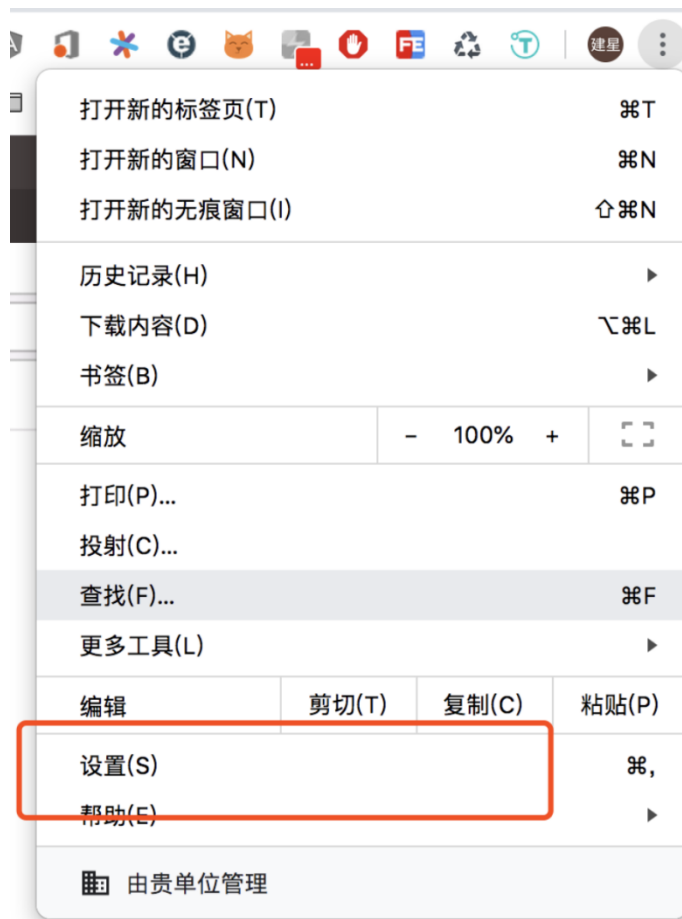 FE
T
建星
打开新的标签页(T) ⌘T
打开新的窗口(N) ⌘N
打开新的无痕窗口(I) ⇧⌘N
历史记录(H)
下载内容(D) ⌥⌘L
书签(B)
缩放 - 100% +
打印(P)... ⌘P
投射(C)...
查找(F)... ⌘F
更多工具(L)
编辑 剪切(T) 复制(C) 粘贴(P)
设置(S) ⌘,
帮助(E)
由贵单位管理